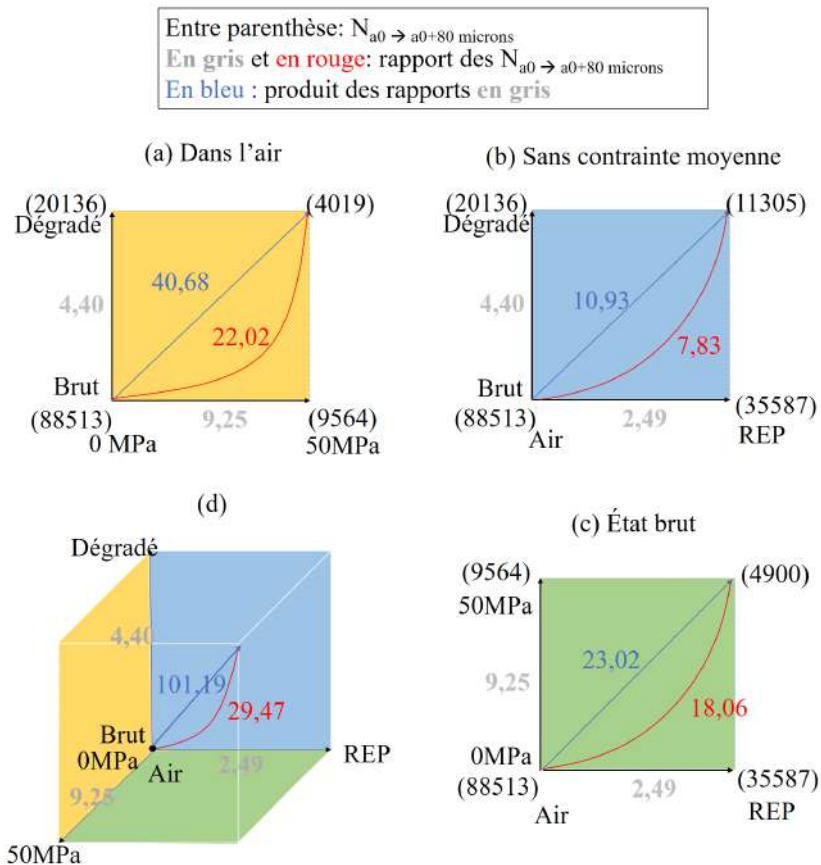 Entre parenthèse: N a0 → a0+80 microns
En gris et en rouge: rapport des N a0 → a0+80 microns
En bleu : produit des rapports en gris
(a) Dans l'air
(20136) (4019)
Dégradé
40,68
4,40
22,02
Brut
(88513) 9,25 (9564)
0 MPa 50MPa
(b) Sans contrainte moyenne
(20136) (11305)
Dégradé
10,93
4,40
7,83
Brut
(88513) 2,49 (35587)
Air REP
(d)
Dégradé
4,40
101,19
29,47
Brut
0MPa
Air 2,49 REP
9,25
50MPa
(c) État brut
(9564) (4900)
50MPa
23,02
9,25
18,06
0MPa
(88513) 2,49 (35587)
Air REP